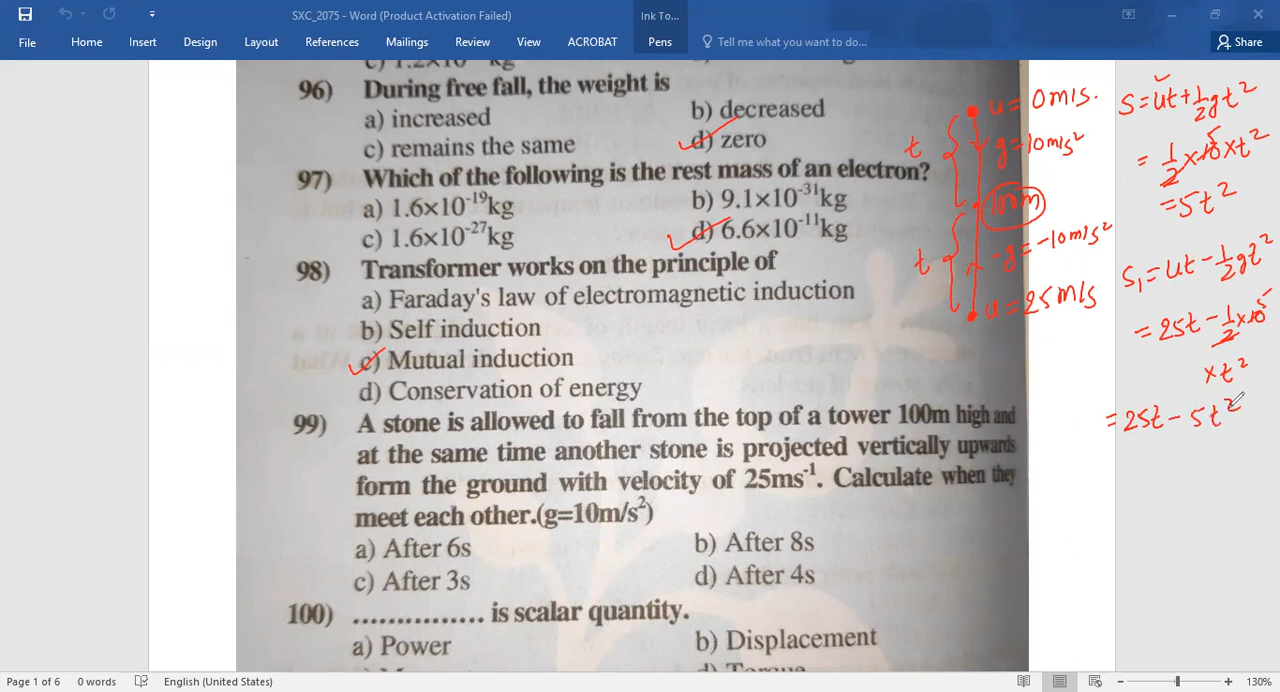 SXC_2075 - Word (Product Activation Failed)
Ink To...
File Home Insert Design Layout References Mailings Review View ACROBAT Pens Tell me what you want to do... Share
96) During free fall, the weight is
a) increased b) decreased
c) remains the same d) zero
97) Which of the following is the rest mass of an electron?
a) 1.6×10⁻¹⁹kg b) 9.1×10⁻³¹kg
c) 1.6×10⁻²⁷kg d) 6.6×10⁻¹¹kg
98) Transformer works on the principle of
a) Faraday's law of electromagnetic induction
b) Self induction
c) Mutual induction
d) Conservation of energy
99) A stone is allowed to fall from the top of a tower 100m high and
at the same time another stone is projected vertically upwards
form the ground with velocity of 25ms⁻¹. Calculate when they
meet each other.(g=10m/s²)
a) After 6s b) After 8s
c) After 3s d) After 4s
100) ............... is scalar quantity.
a) Power b) Displacement
d) Torque
u = 0 m/s.
t
g = 10 m/s²
100m
-g = -10 m/s²
t
u = 25 m/s
S = ut + 1/2 gt²
= 1/2 × 10 5 × t²
= 5t²
S₁ = ut - 1/2 gt²
= 25t - 1/2 × 10 5
× t²
= 25t - 5t²
Page 1 of 6 0 words English (United States) 130%